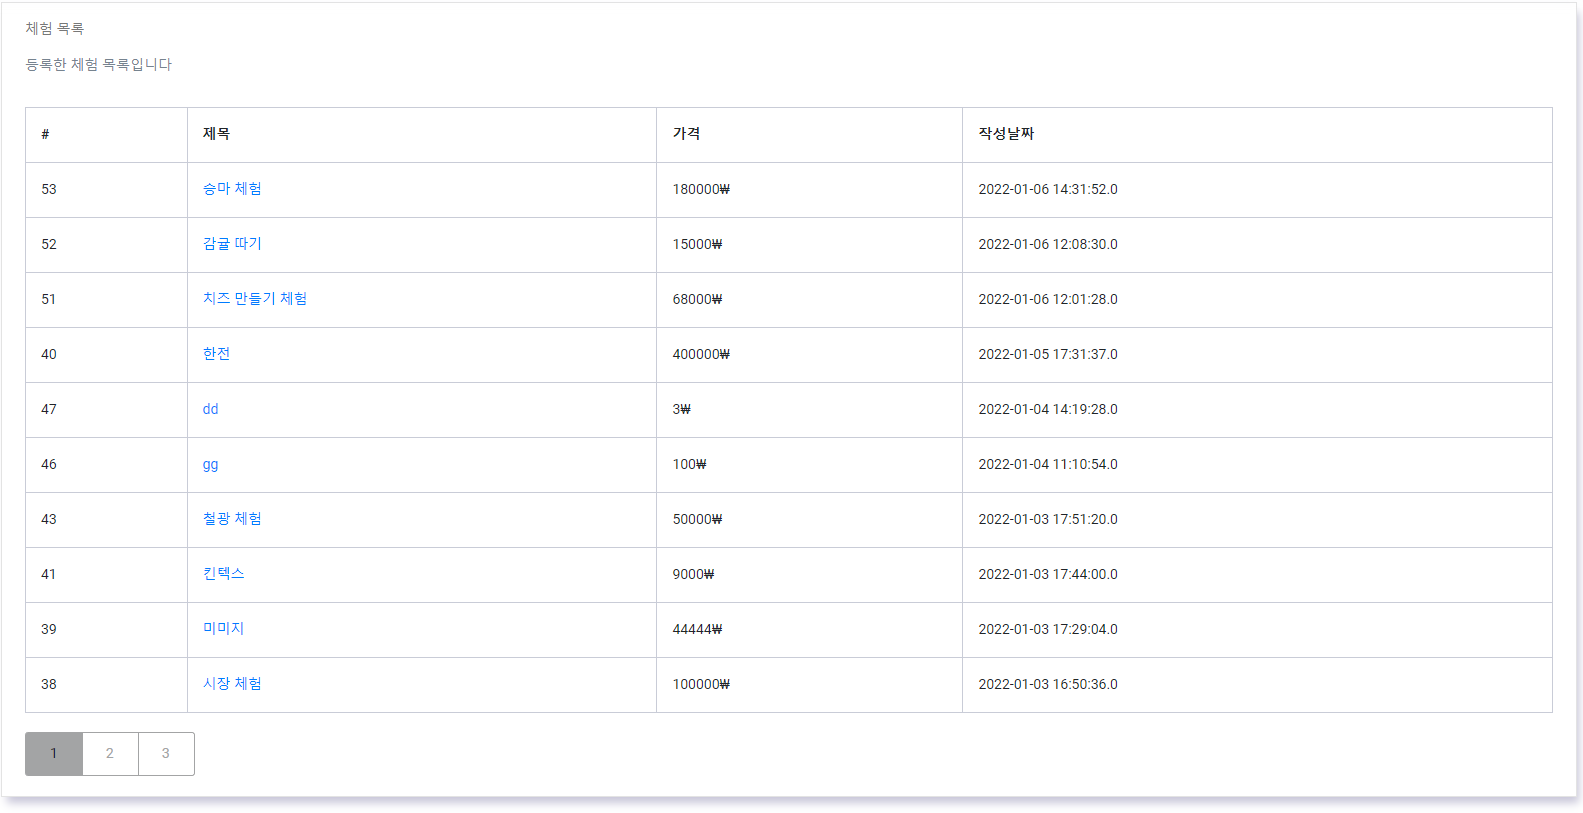 체험 목록
등록한 체험 목록입니다
# 제목 가격 작성날짜
53 승마 체험 180000₩ 2022-01-06 14:31:52.0
52 감귤 따기 15000₩ 2022-01-06 12:08:30.0
51 치즈 만들기 체험 68000₩ 2022-01-06 12:01:28.0
40 한전 400000₩ 2022-01-05 17:31:37.0
47 dd 3₩ 2022-01-04 14:19:28.0
46 gg 100₩ 2022-01-04 11:10:54.0
43 철광 체험 50000₩ 2022-01-03 17:51:20.0
41 킨텍스 9000₩ 2022-01-03 17:44:00.0
39 미미지 44444₩ 2022-01-03 17:29:04.0
38 시장 체험 100000₩ 2022-01-03 16:50:36.0
1 2 3